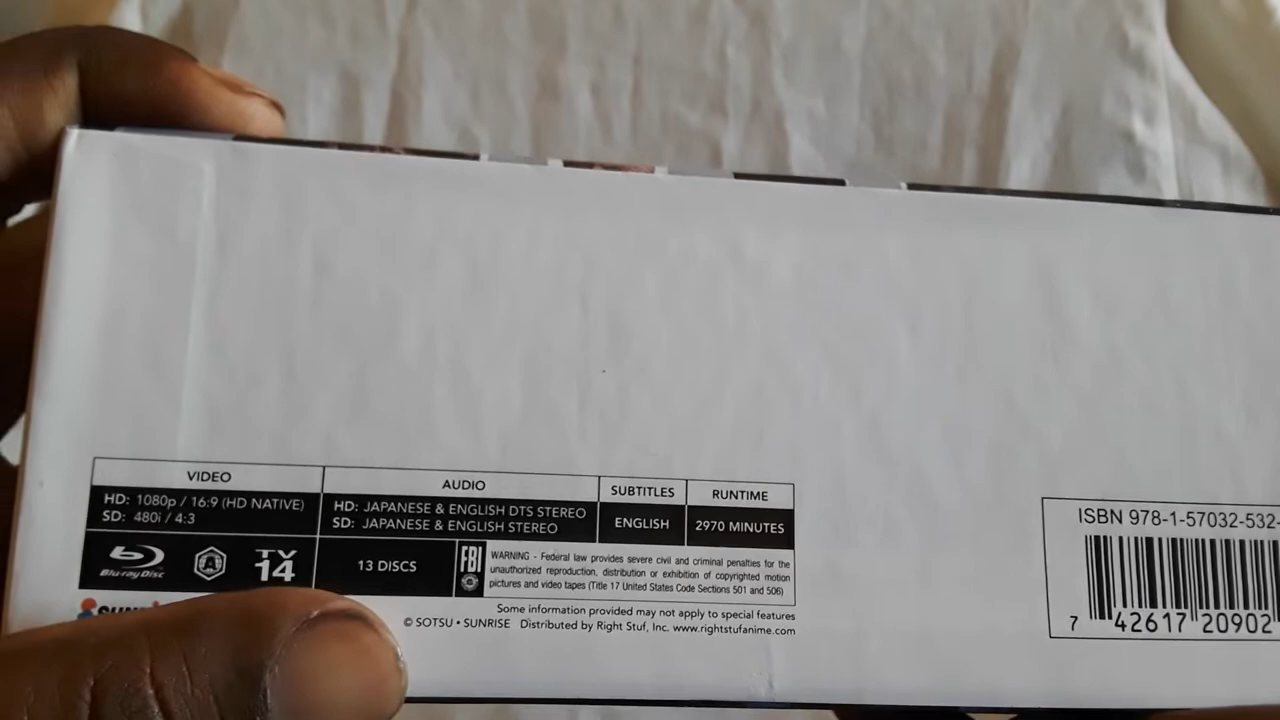 VIDEO
HD: 1080p / 16:9 (HD NATIVE)
SD: 480i / 4:3
AUDIO
HD: JAPANESE & ENGLISH DTS STEREO
SD: JAPANESE & ENGLISH STEREO
SUBTITLES
ENGLISH
RUNTIME
2970 MINUTES
Blu-ray Disc
A
TV
14
13 DISCS
FBI
WARNING - Federal law provides severe civil and criminal penalties for the
unauthorized reproduction, distribution or exhibition of copyrighted motion
pictures and video tapes (Title 17 United States Code Sections 501 and 506)
Some information provided may not apply to special features
© SOTSU • SUNRISE Distributed by Right Stuf, Inc. www.rightstufanime.com
ISBN 978-1-57032-532-
7 42617 20902